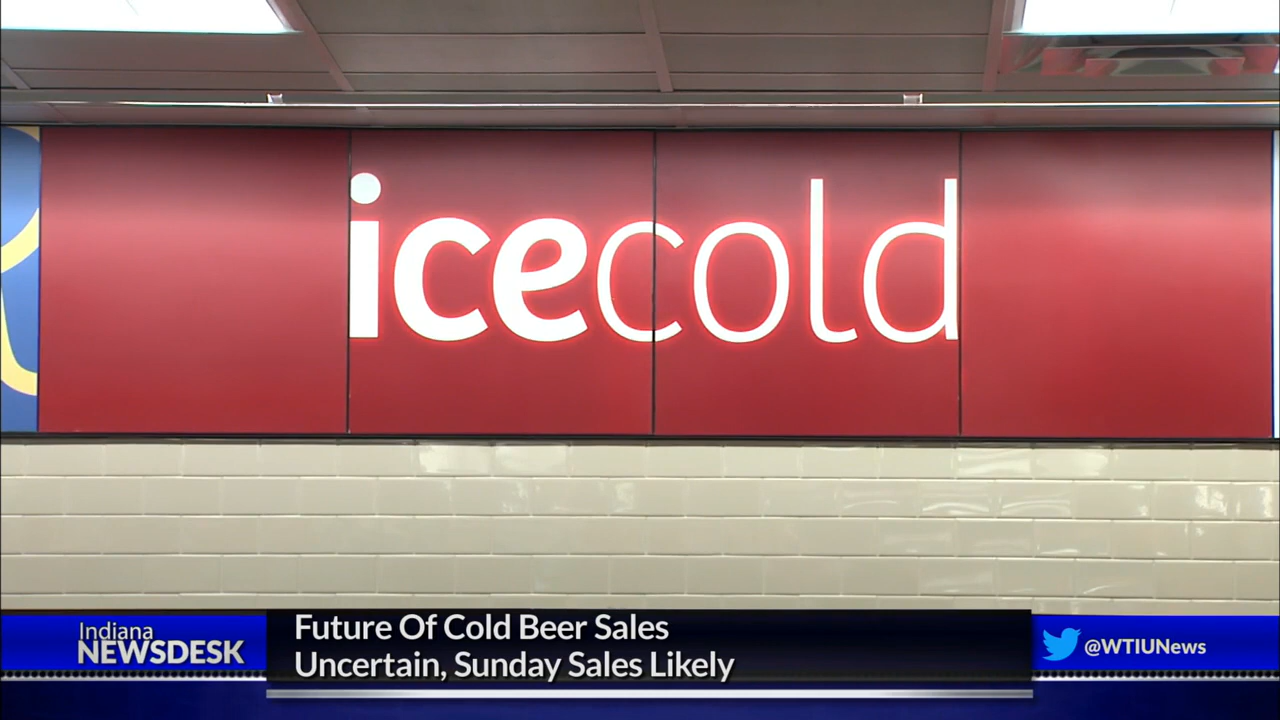 icecold
Indiana
NEWSDESK
Future Of Cold Beer Sales
Uncertain, Sunday Sales Likely
@WTIUNews